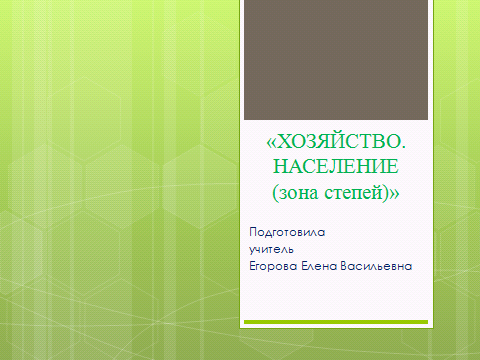 «ХОЗЯЙСТВО.
НАСЕЛЕНИЕ
(зона степей)»
Подготовила
учитель
Егорова Елена Васильевна